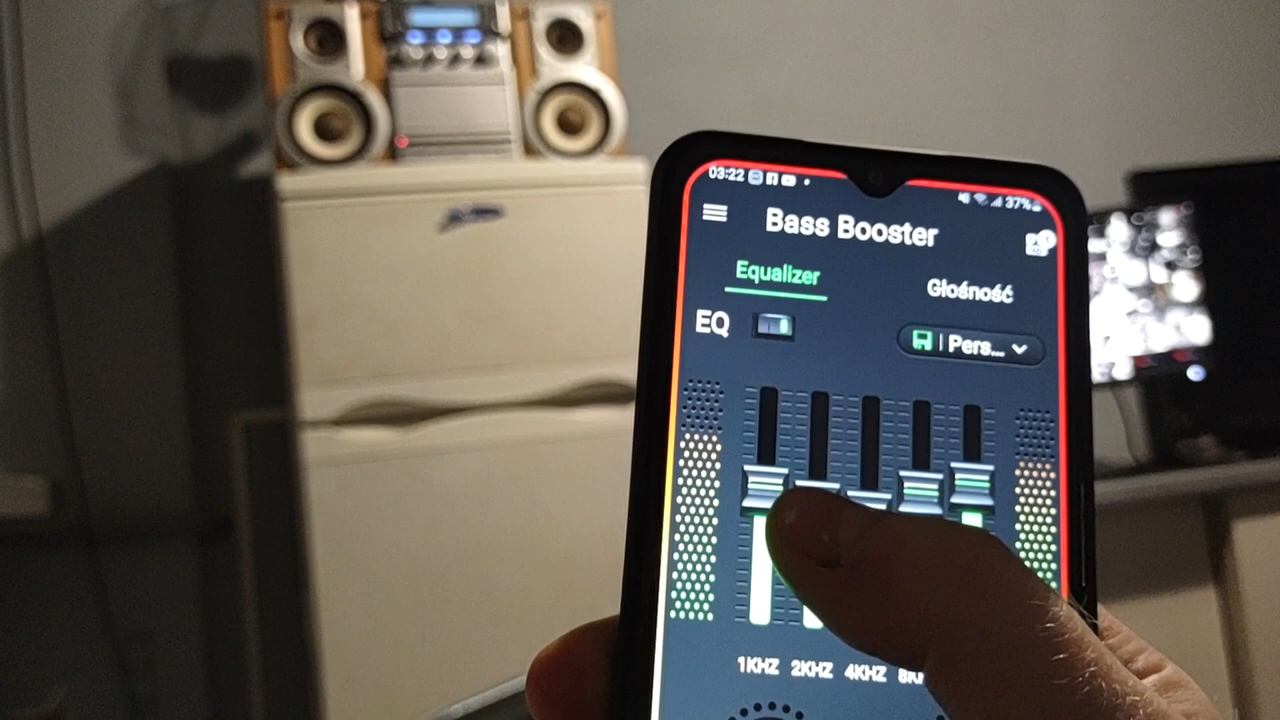 03:22
37%
Bass Booster
Equalizer
Głośność
EQ
| Pers...
1KHZ 2KHZ 4KHZ